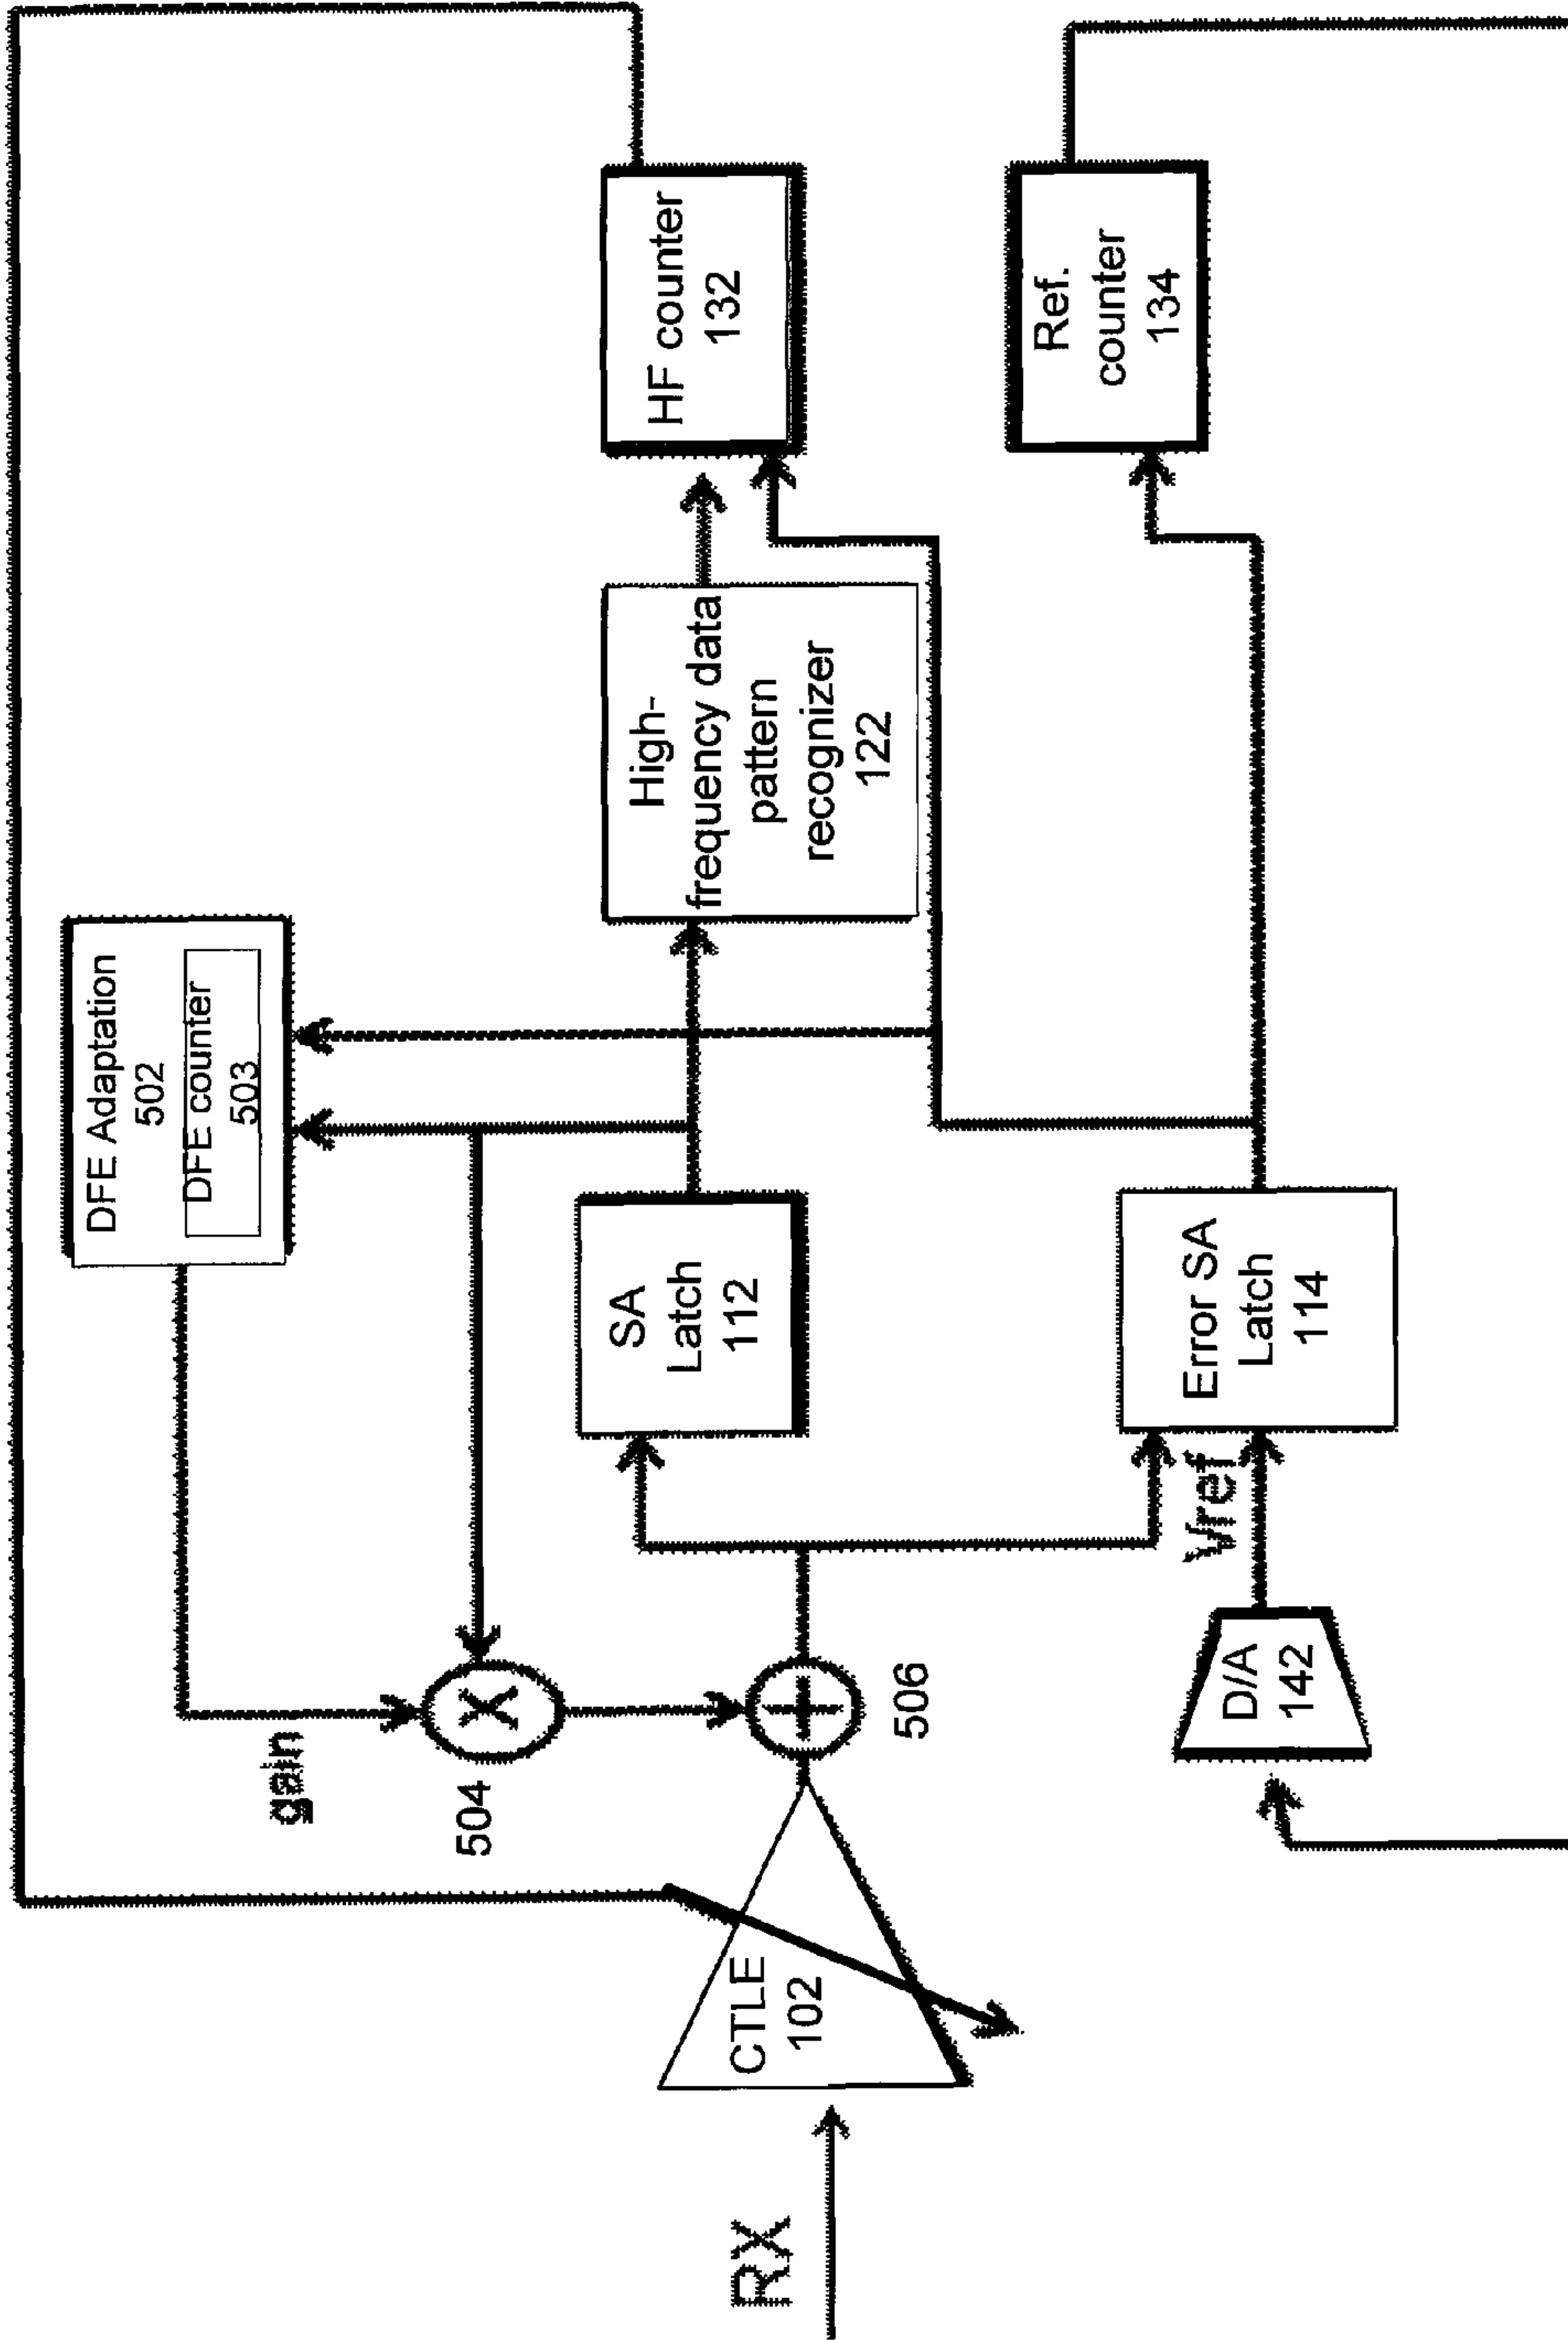 RX
CTLE
102
gain
504
X
506
D/A
142
Vref
DFE Adaptation
502
DFE counter
503
SA
Latch
112
Error SA
Latch
114
High-
frequency data
pattern
recognizer
122
HF counter
132
Ref.
counter
134